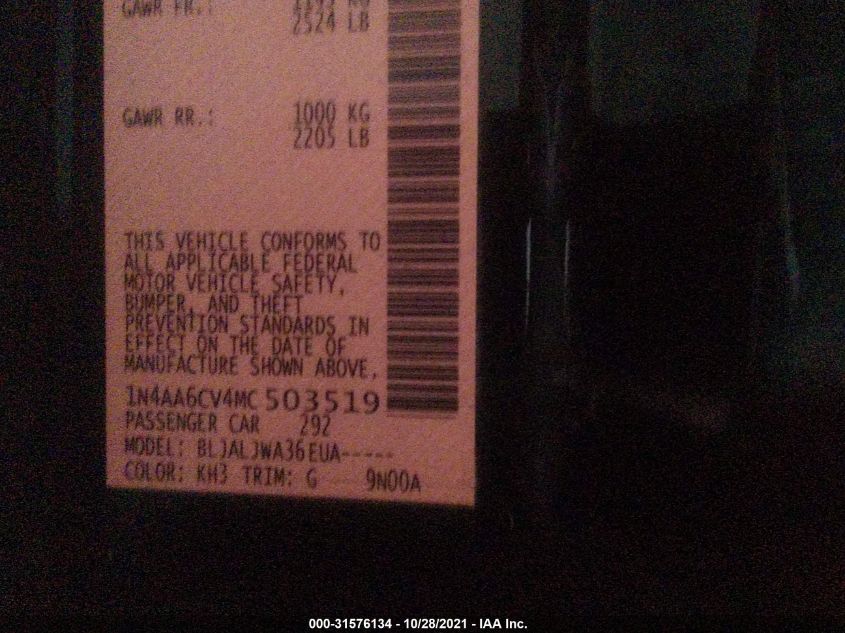 GAWR FR.:
2524 LB
GAWR RR.: 1000 KG
2205 LB
THIS VEHICLE CONFORMS TO
ALL APPLICABLE FEDERAL
MOTOR VEHICLE SAFETY,
BUMPER, AND THEFT
PREVENTION STANDARDS IN
EFFECT ON THE DATE OF
MANUFACTURE SHOWN ABOVE.
1N4AA6CV4MC503519
PASSENGER CAR 292
MODEL: BLJALJWA36EUA-----
COLOR: KH3 TRIM: G 9N00A
000-31576134 - 10/28/2021 - IAA Inc.